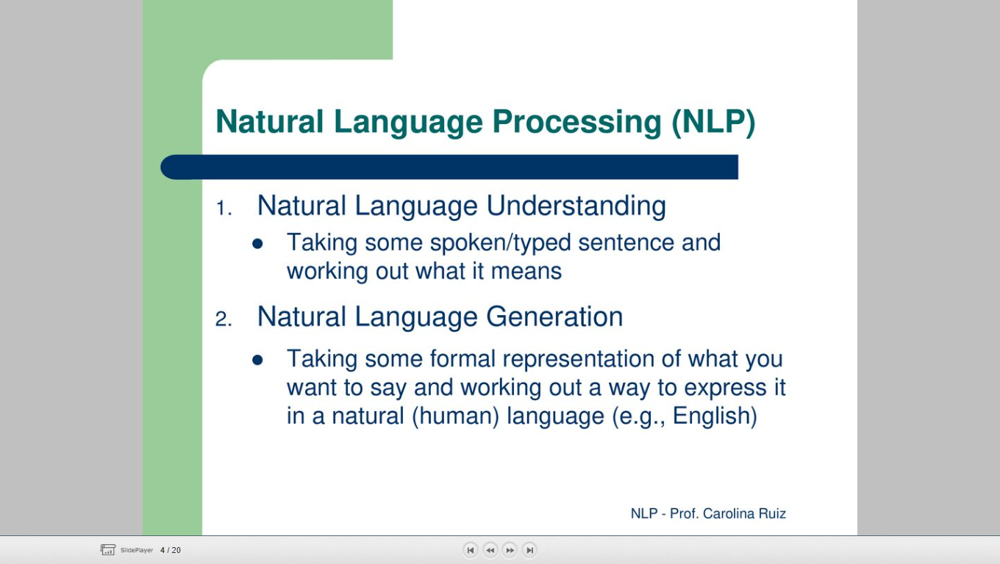 Natural Language Processing (NLP)
1. Natural Language Understanding
● Taking some spoken/typed sentence and
working out what it means
2. Natural Language Generation
● Taking some formal representation of what you
want to say and working out a way to express it
in a natural (human) language (e.g., English)
NLP - Prof. Carolina Ruiz
SlidePlayer 4 / 20